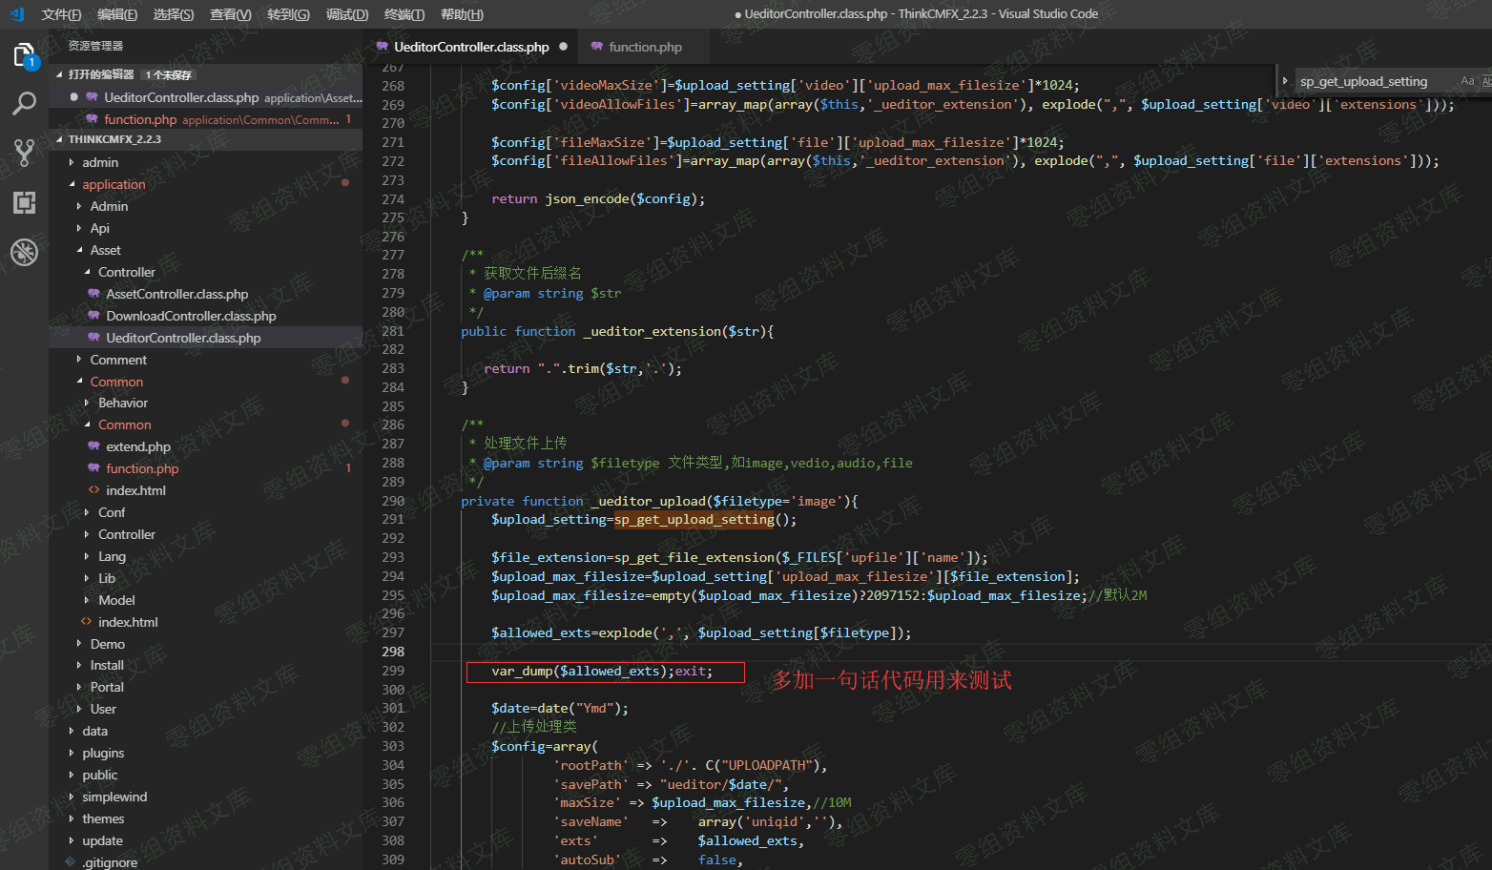 文件(F) 编辑(E) 选择(S) 查看(V) 转到(G) 调试(D) 终端(T) 帮助(H)
● UeditorController.class.php - ThinkCMFX_2.2.3 - Visual Studio Code
资源管理器
打开的编辑器 1 个未保存
UeditorController.class.php application\Asset...
function.php application\Common\Comm... 1
THINKCMFX_2.2.3
admin
application
Admin
Api
Asset
Controller
AssetController.class.php
DownloadController.class.php
UeditorController.class.php
Comment
Common
Behavior
Common
extend.php
function.php 1
index.html
Conf
Controller
Lang
Lib
Model
index.html
Demo
Install
Portal
User
data
plugins
public
simplewind
themes
update
.gitignore
1
UeditorController.class.php ●
function.php
sp_get_upload_setting Aa
267
268 $config['videoMaxSize']=$upload_setting['video']['upload_max_filesize']*1024;
269 $config['videoAllowFiles']=array_map(array($this,'_ueditor_extension'), explode(",", $upload_setting['video']['extensions']));
270
271 $config['fileMaxSize']=$upload_setting['file']['upload_max_filesize']*1024;
272 $config['fileAllowFiles']=array_map(array($this,'_ueditor_extension'), explode(",", $upload_setting['file']['extensions']));
273
274 return json_encode($config);
275 }
276
277 /**
278 * 获取文件后缀名
279 * @param string $str
280 */
281 public function _ueditor_extension($str){
282
283 return ".".trim($str,'.');
284 }
285
286 /**
287 * 处理文件上传
288 * @param string $filetype 文件类型,如image,vedio,audio,file
289 */
290 private function _ueditor_upload($filetype='image'){
291 $upload_setting=sp_get_upload_setting();
292
293 $file_extension=sp_get_file_extension($_FILES['upfile']['name']);
294 $upload_max_filesize=$upload_setting['upload_max_filesize'][$file_extension];
295 $upload_max_filesize=empty($upload_max_filesize)?2097152:$upload_max_filesize;//默认2M
296
297 $allowed_exts=explode(',', $upload_setting[$filetype]);
298
299 var_dump($allowed_exts);exit;
多加一句话代码用来测试
300
301 $date=date("Ymd");
302 //上传处理类
303 $config=array(
304 'rootPath' => './'. C("UPLOADPATH"),
305 'savePath' => "ueditor/$date/",
306 'maxSize' => $upload_max_filesize,//10M
307 'saveName' => array('uniqid',''),
308 'exts' => $allowed_exts,
309 'autoSub' => false,
零组资料文库